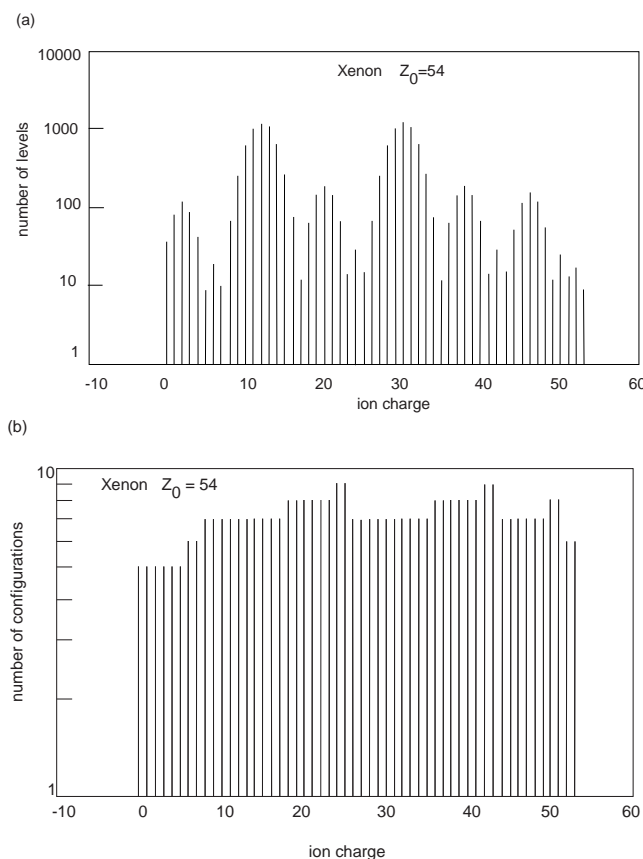 (a)
10000
Xenon Z0=54
1000
number of levels
100
10
1
-10 0 10 20 30 40 50 60
ion charge
(b)
10
Xenon Z0 = 54
number of configurations
1
-10 0 10 20 30 40 50 60
ion charge